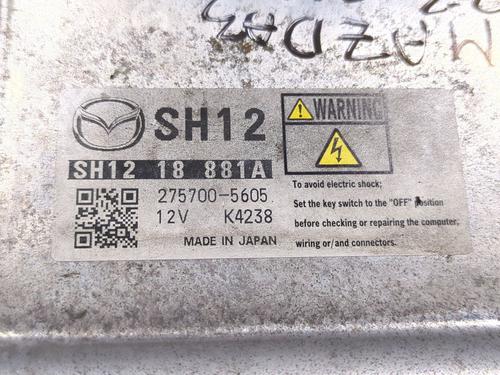 MAZDA3
SH12
SH12 18 881A
275700-5605
12V K4238
MADE IN JAPAN
WARNING
To avoid electric shock;
Set the key switch to the "OFF" Position
before checking or repairing the computer,
wiring or/and connectors.